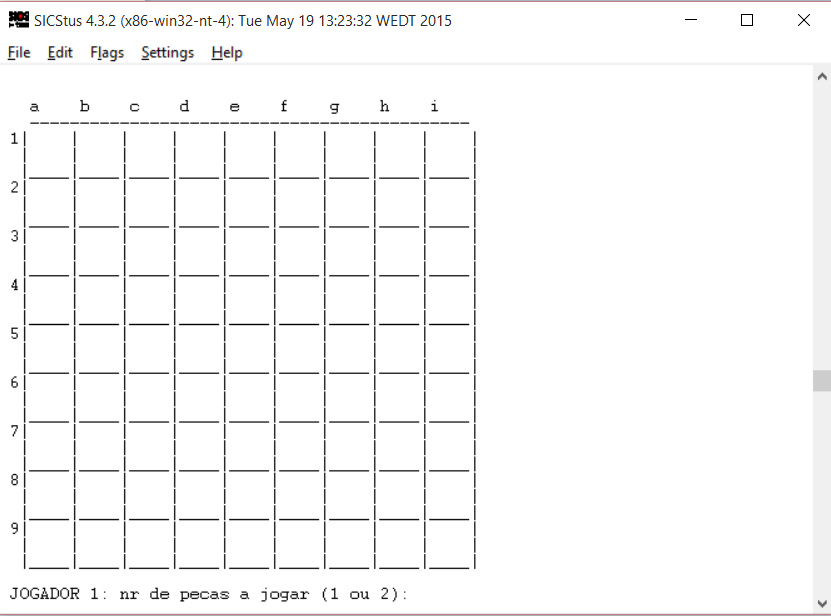 SICStus 4.3.2 (x86-win32-nt-4): Tue May 19 13:23:32 WEDT 2015
File Edit Flags Settings Help
a b c d e f g h i
1
2
3
4
5
6
7
8
9
JOGADOR 1: nr de pecas a jogar (1 ou 2):